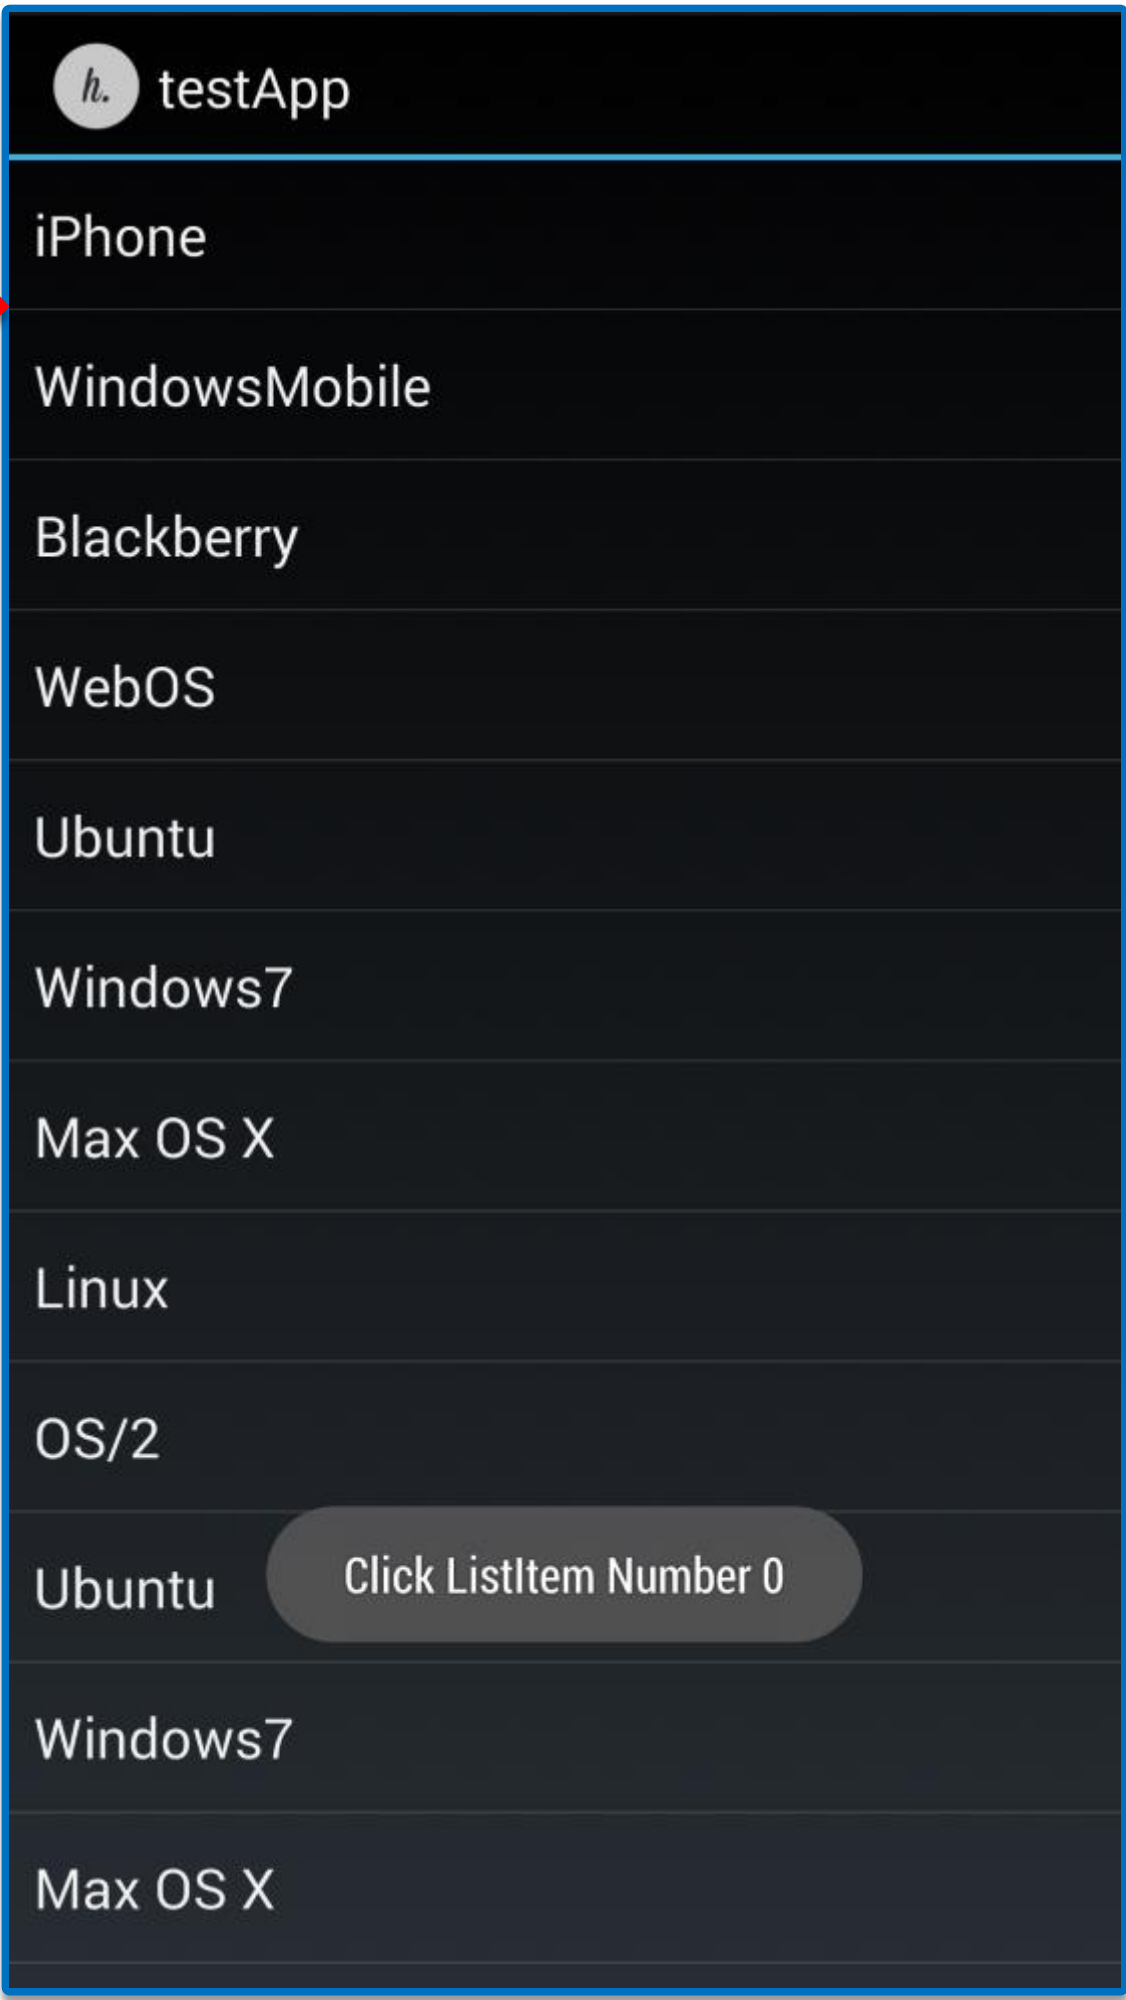 h. testApp
iPhone
WindowsMobile
Blackberry
WebOS
Ubuntu
Windows7
Max OS X
Linux
OS/2
Ubuntu
Click ListItem Number 0
Windows7
Max OS X